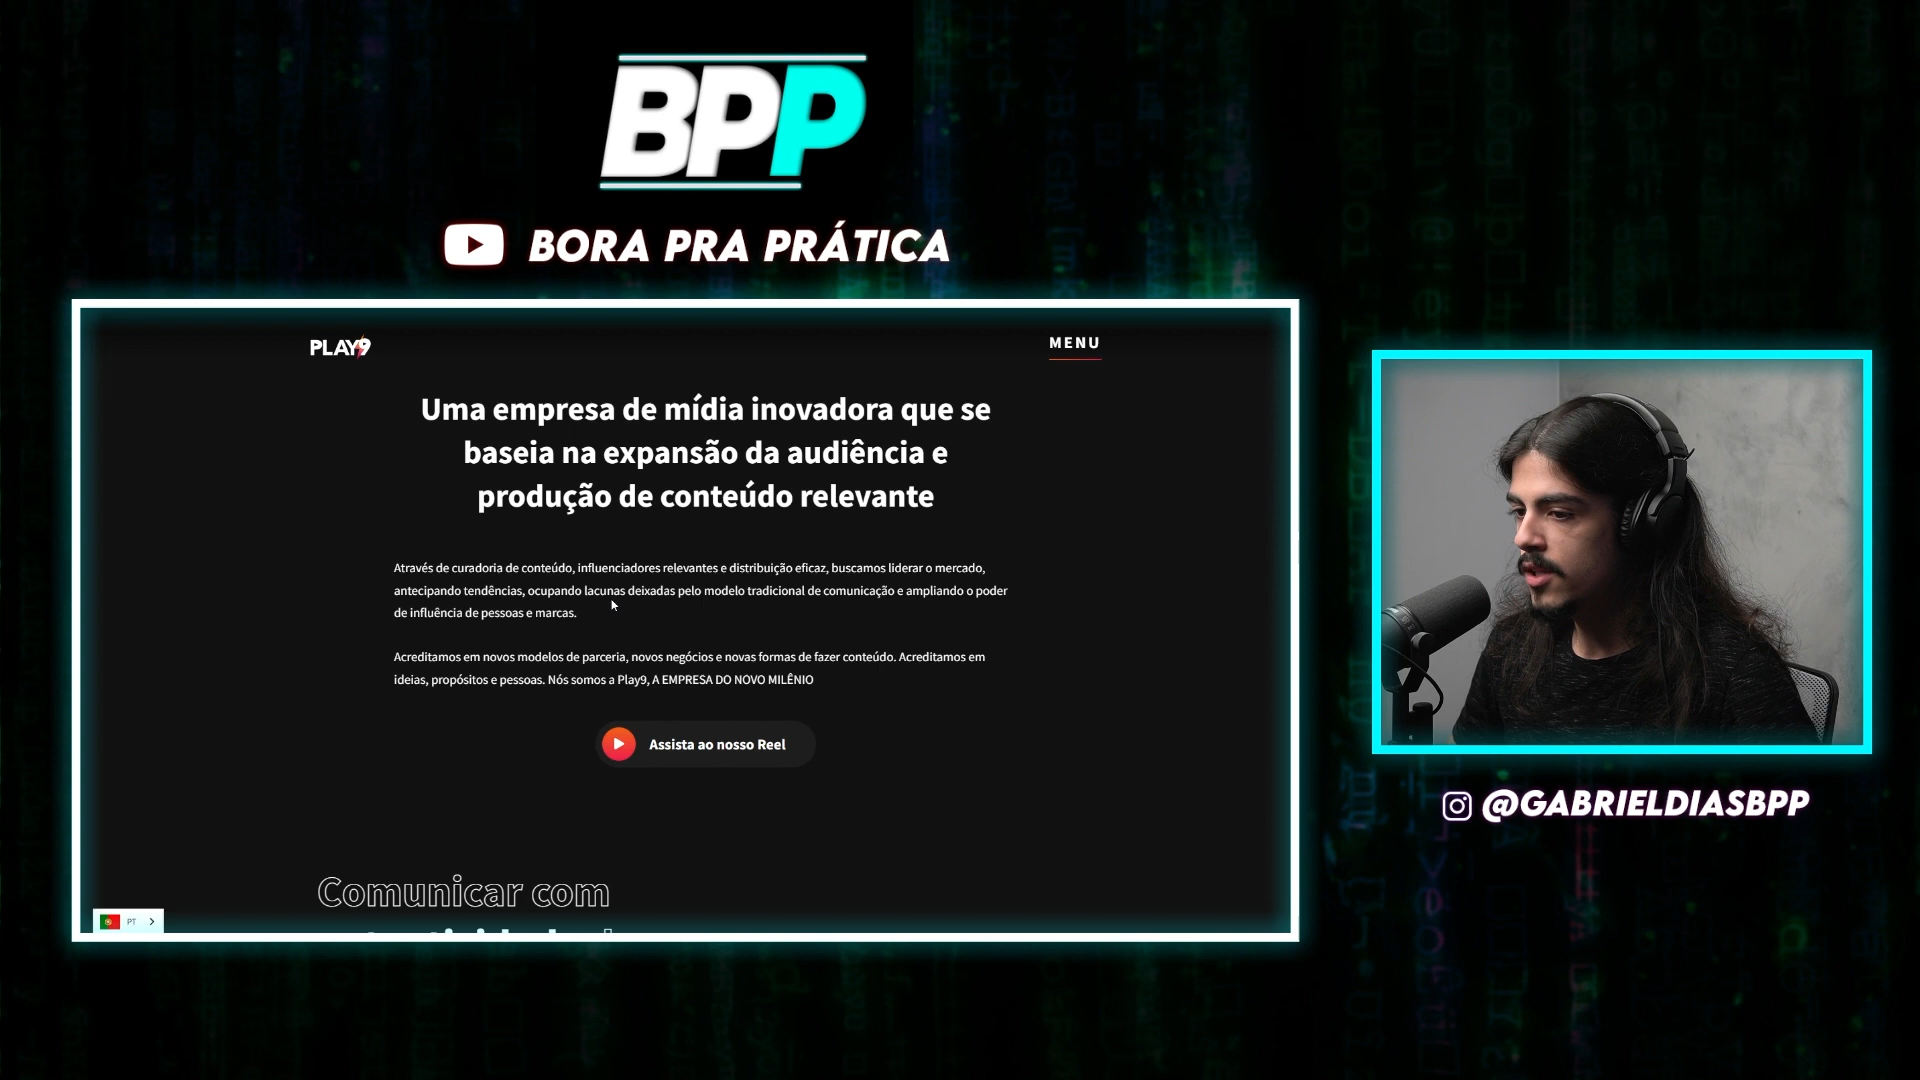 BPP
BORA PRA PRÁTICA
PLAY9
MENU
Uma empresa de mídia inovadora que se
baseia na expansão da audiência e
produção de conteúdo relevante
Através de curadoria de conteúdo, influenciadores relevantes e distribuição eficaz, buscamos liderar o mercado,
antecipando tendências, ocupando lacunas deixadas pelo modelo tradicional de comunicação e ampliando o poder
de influência de pessoas e marcas.
Acreditamos em novos modelos de parceria, novos negócios e novas formas de fazer conteúdo. Acreditamos em
ideias, propósitos e pessoas. Nós somos a Play9, A EMPRESA DO NOVO MILÊNIO
Assista ao nosso Reel
Comunicar com
PT
@GABRIELDIASBPP